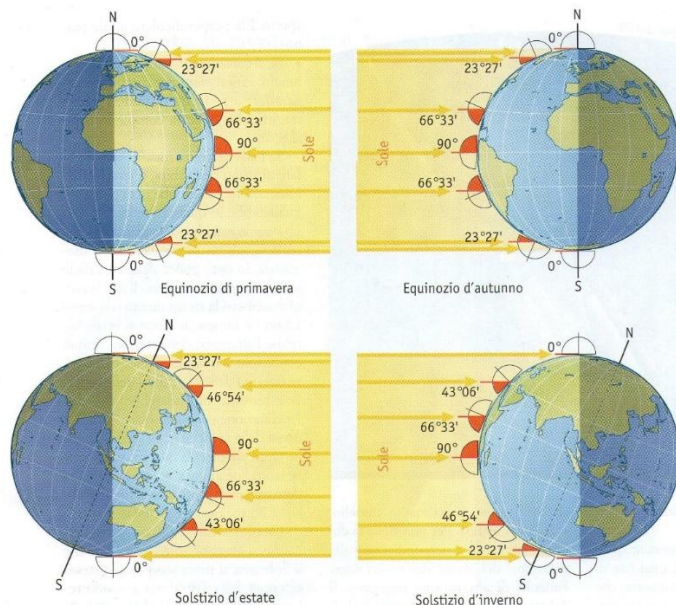 N
0°
23°27'
66°33'
90°
Sole
66°33'
23°27'
0°
S
Equinozio di primavera
N
0°
23°27'
66°33'
90°
Sole
66°33'
23°27'
0°
S
Equinozio d'autunno
N
0°
23°27'
46°54'
90°
Sole
66°33'
43°06'
0°
S
Solstizio d'estate
N
0°
43°06'
66°33'
90°
Sole
46°54'
23°27'
0°
S
Solstizio d'inverno